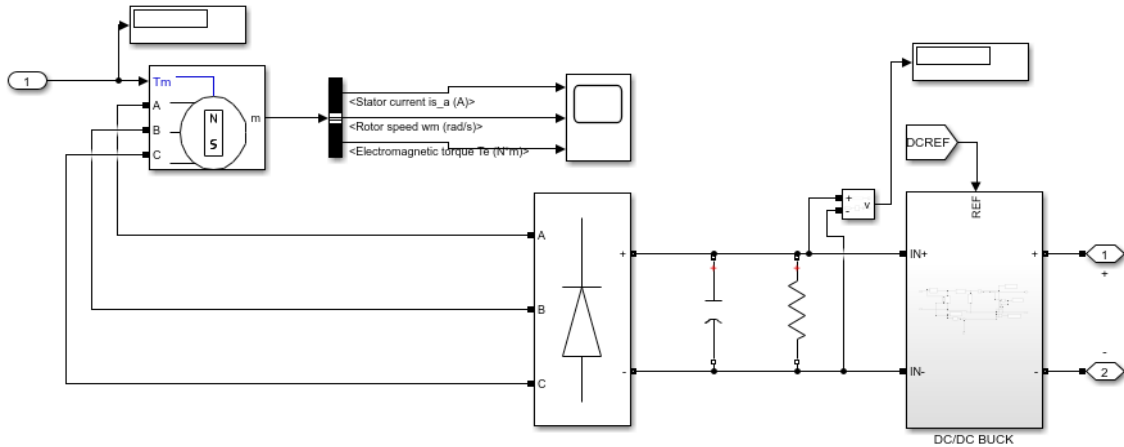 1
Tm
A
B
C
N
S
m
<Stator current is_a (A)>
<Rotor speed wm (rad/s)>
<Electromagnetic torque Te (N*m)>
DCREF
+
-
v
REF
A
B
C
+
-
+
+
IN+
IN-
+
-
1
+
-
2
DC/DC BUCK